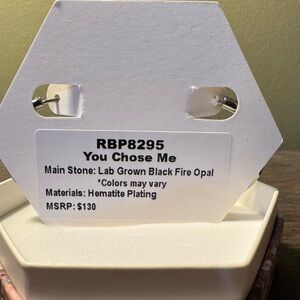 RBP8295
You Chose Me
Main Stone: Lab Grown Black Fire Opal
*Colors may vary
Materials: Hematite Plating
MSRP: $130